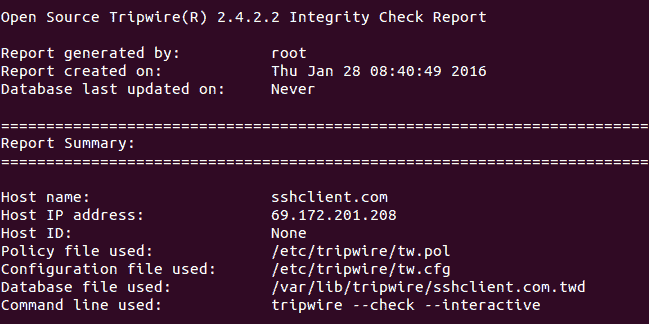 Open Source Tripwire(R) 2.4.2.2 Integrity Check Report
Report generated by: root
Report created on: Thu Jan 28 08:40:49 2016
Database last updated on: Never
===============================================================================
Report Summary:
===============================================================================
Host name: sshclient.com
Host IP address: 69.172.201.208
Host ID: None
Policy file used: /etc/tripwire/tw.pol
Configuration file used: /etc/tripwire/tw.cfg
Database file used: /var/lib/tripwire/sshclient.com.twd
Command line used: tripwire --check --interactive